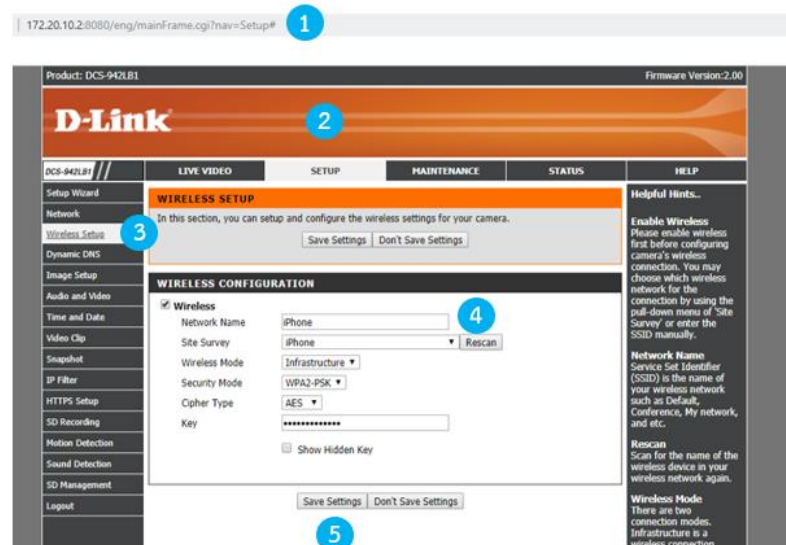 172.20.10.2:8080/eng/mainFrame.cgi?nav=Setup#
1
Product: DCS-942LB1
Firmware Version:2.00
D-Link
2
DCS-942LB1
LIVE VIDEO
SETUP
MAINTENANCE
STATUS
HELP
Setup Wizard
Network
Wireless Setup
3
Dynamic DNS
Image Setup
Audio and Video
Time and Date
Video Clip
Snapshot
IP Filter
HTTPS Setup
SD Recording
Motion Detection
Sound Detection
SD Management
Logout
WIRELESS SETUP
In this section, you can setup and configure the wireless settings for your camera.
Save Settings Don't Save Settings
WIRELESS CONFIGURATION
Wireless
4
Network Name iPhone
Site Survey iPhone Rescan
Wireless Mode Infrastructure
Security Mode WPA2-PSK
Cipher Type AES
Key •••••••••••••
Show Hidden Key
Save Settings Don't Save Settings
5
Helpful Hints..
Enable Wireless
Please enable wireless
first before configuring
camera's wireless
connection. You may
choose which wireless
network for the
connection by using the
pull-down menu of 'Site
Survey' or enter the
SSID manually.
Network Name
Service Set Identifier
(SSID) is the name of
your wireless network
such as Default,
Conference, My network,
and etc.
Rescan
Scan for the name of the
wireless device in your
wireless network again.
Wireless Mode
There are two
connection modes.
Infrastructure is a
wireless connection